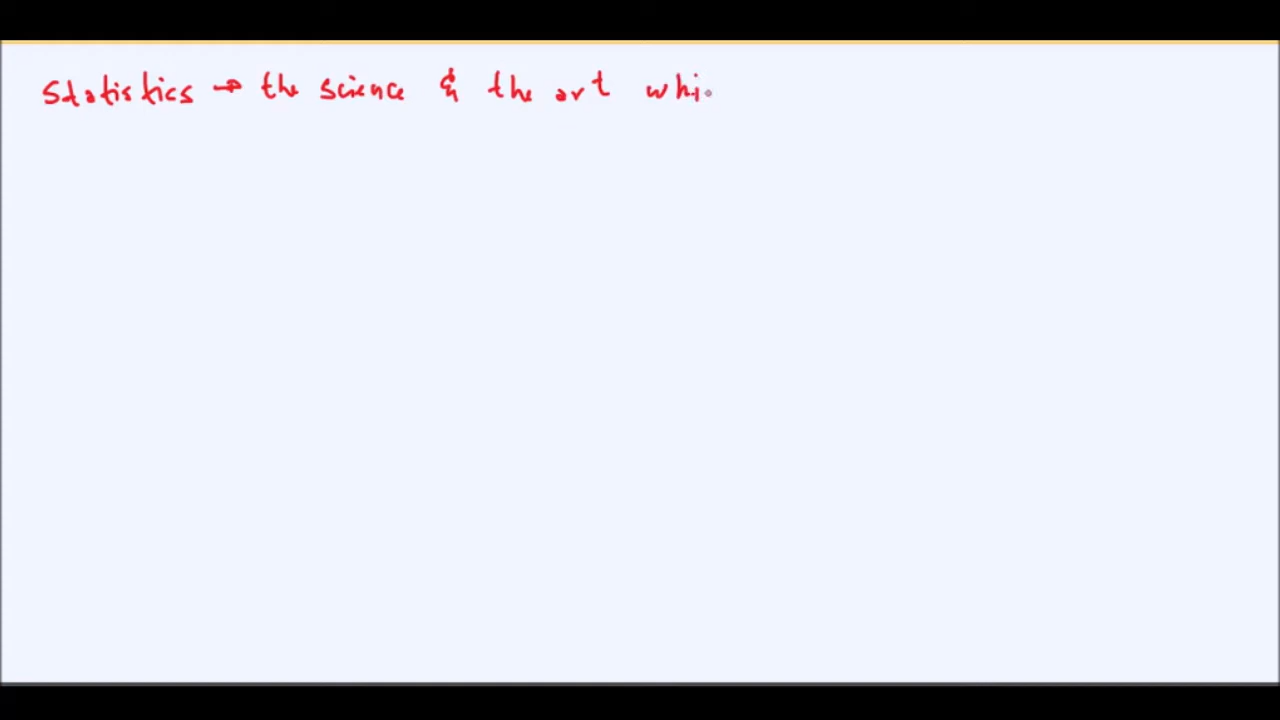 Statistics → the science & the art whi